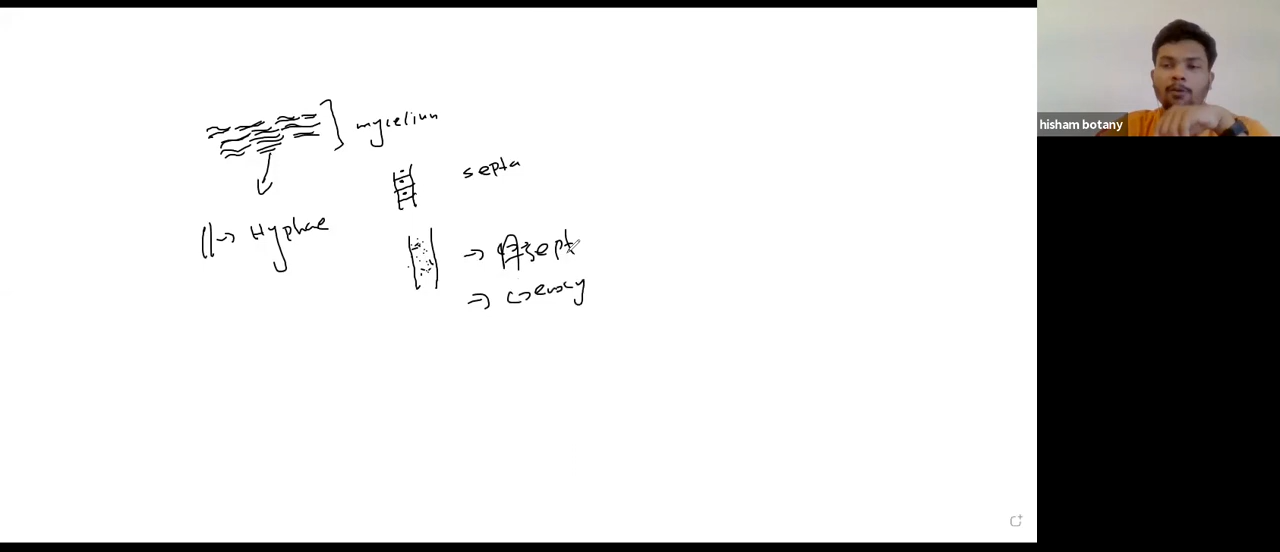 mycelium
hisham botany
septa
Hyphae
Asept
coenocy